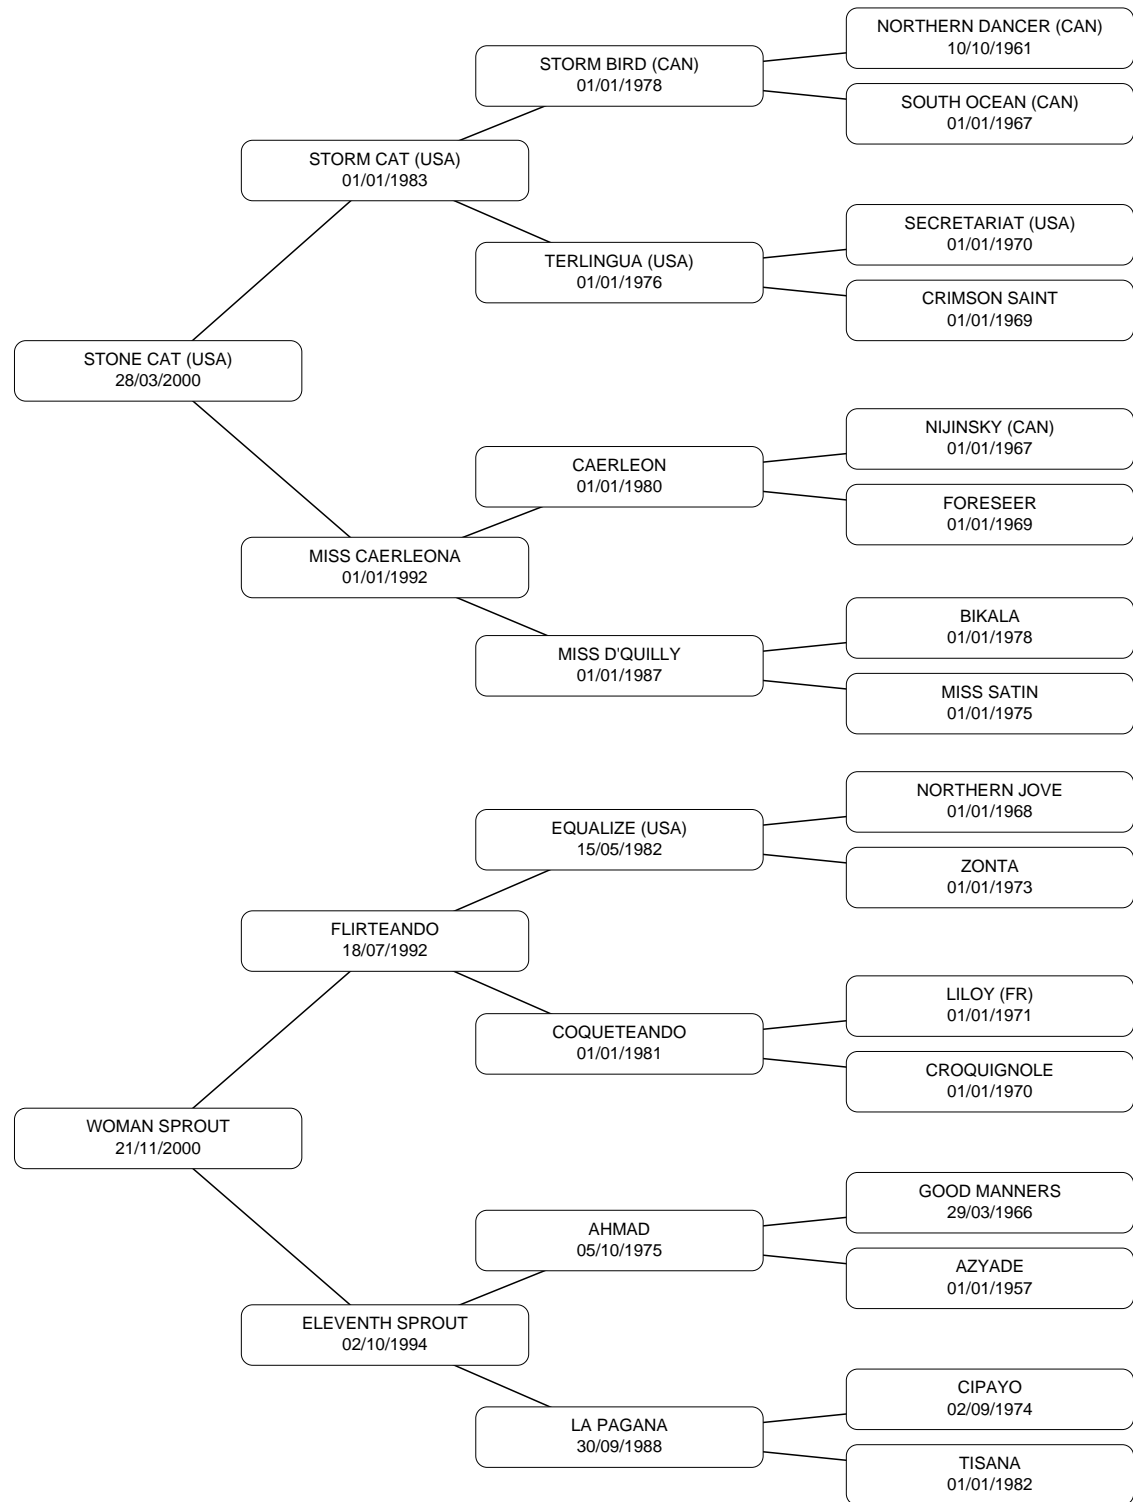 NORTHERN DANCER (CAN)
10/10/1961
STORM BIRD (CAN)
01/01/1978
SOUTH OCEAN (CAN)
01/01/1967
STORM CAT (USA)
01/01/1983
SECRETARIAT (USA)
01/01/1970
TERLINGUA (USA)
01/01/1976
CRIMSON SAINT
01/01/1969
STONE CAT (USA)
28/03/2000
NIJINSKY (CAN)
01/01/1967
CAERLEON
01/01/1980
FORESEER
01/01/1969
MISS CAERLEONA
01/01/1992
BIKALA
01/01/1978
MISS D'QUILLY
01/01/1987
MISS SATIN
01/01/1975
NORTHERN JOVE
01/01/1968
EQUALIZE (USA)
15/05/1982
ZONTA
01/01/1973
FLIRTEANDO
18/07/1992
LILOY (FR)
01/01/1971
COQUETEANDO
01/01/1981
CROQUIGNOLE
01/01/1970
WOMAN SPROUT
21/11/2000
GOOD MANNERS
29/03/1966
AHMAD
05/10/1975
AZYADE
01/01/1957
ELEVENTH SPROUT
02/10/1994
CIPAYO
02/09/1974
LA PAGANA
30/09/1988
TISANA
01/01/1982